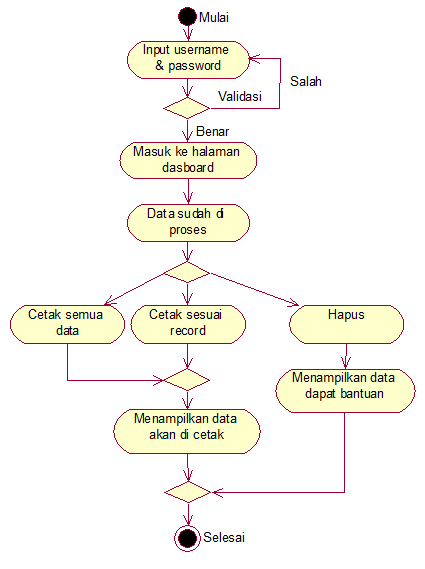 Mulai
Input username
& password
Salah
Validasi
Benar
Masuk ke halaman
dasboard
Data sudah di
proses
Cetak semua
data
Cetak sesuai
record
Hapus
Menampilkan data
dapat bantuan
Menampilkan data
akan di cetak
Selesai